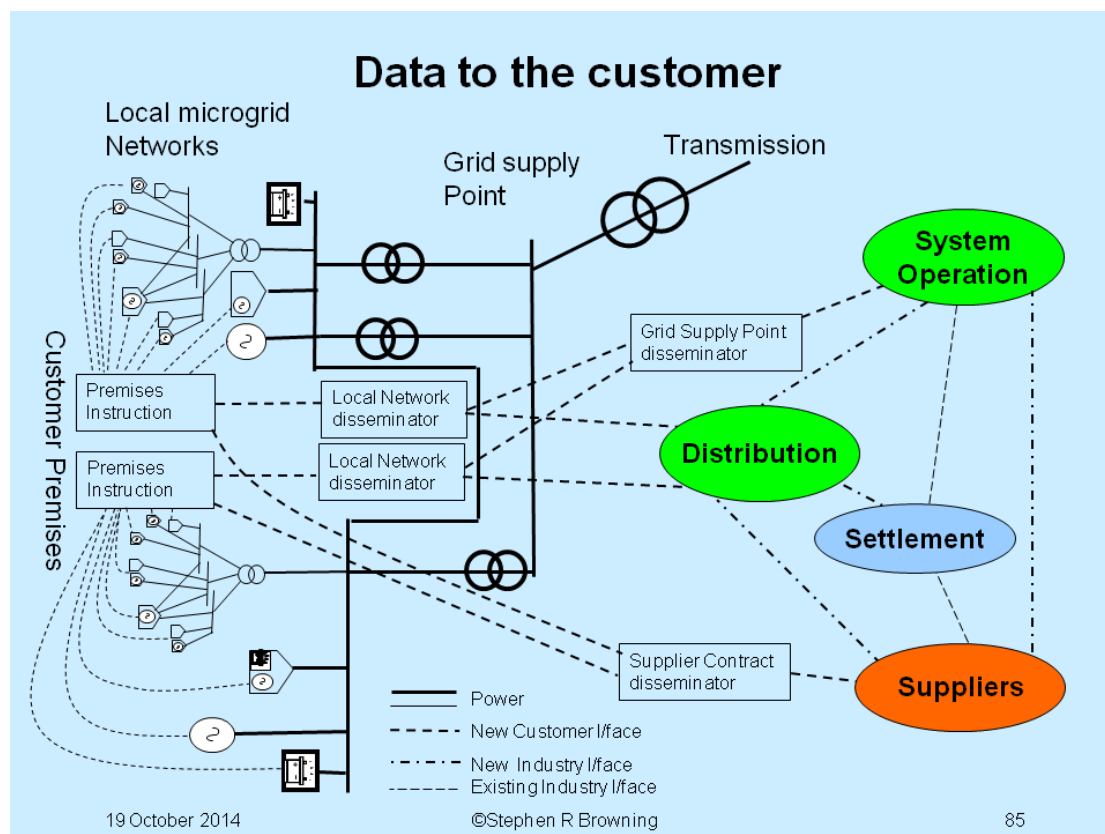 Data to the customer
Local microgrid
Networks
Grid supply
Point
Transmission
System
Operation
Grid Supply Point
disseminator
Customer Premises
Premises
Instruction
Local Network
disseminator
Distribution
Premises
Instruction
Local Network
disseminator
Settlement
Supplier Contract
disseminator
Suppliers
Power
New Customer I/face
New Industry I/face
Existing Industry I/face
19 October 2014
©Stephen R Browning
85